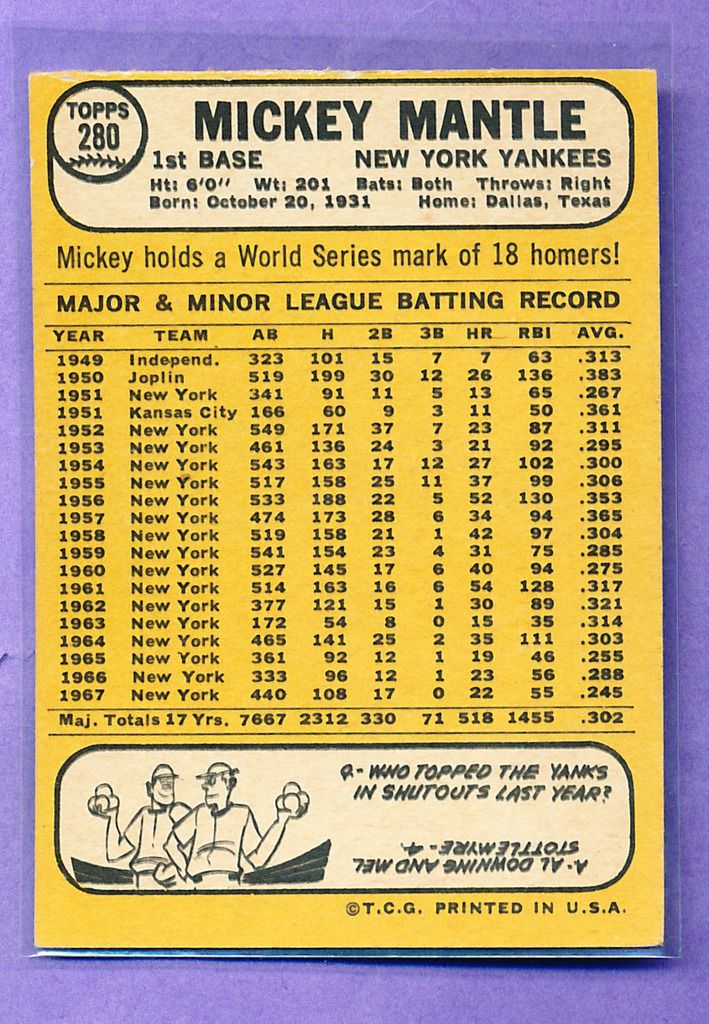 TOPPS
280
MICKEY MANTLE
1st BASE NEW YORK YANKEES
Ht: 6'0" Wt: 201 Bats: Both Throws: Right
Born: October 20, 1931 Home: Dallas, Texas
Mickey holds a World Series mark of 18 homers!
MAJOR & MINOR LEAGUE BATTING RECORD
YEAR TEAM AB H 2B 3B HR RBI AVG.
1949 Independ. 323 101 15 7 7 63 .313
1950 Joplin 519 199 30 12 26 136 .383
1951 New York 341 91 11 5 13 65 .267
1951 Kansas City 166 60 9 3 11 50 .361
1952 New York 549 171 37 7 23 87 .311
1953 New York 461 136 24 3 21 92 .295
1954 New York 543 163 17 12 27 102 .300
1955 New York 517 158 25 11 37 99 .306
1956 New York 533 188 22 5 52 130 .353
1957 New York 474 173 28 6 34 94 .365
1958 New York 519 158 21 1 42 97 .304
1959 New York 541 154 23 4 31 75 .285
1960 New York 527 145 17 6 40 94 .275
1961 New York 514 163 16 6 54 128 .317
1962 New York 377 121 15 1 30 89 .321
1963 New York 172 54 8 0 15 35 .314
1964 New York 465 141 25 2 35 111 .303
1965 New York 361 92 12 1 19 46 .255
1966 New York 333 96 12 1 23 56 .288
1967 New York 440 108 17 0 22 55 .245
Maj. Totals 17 Yrs. 7667 2312 330 71 518 1455 .302
Q- WHO TOPPED THE YANKS
IN SHUTOUTS LAST YEAR?
A- AL DOWNING AND MEL
STOTTLEMYRE - 4.
©T.C.G. PRINTED IN U.S.A.